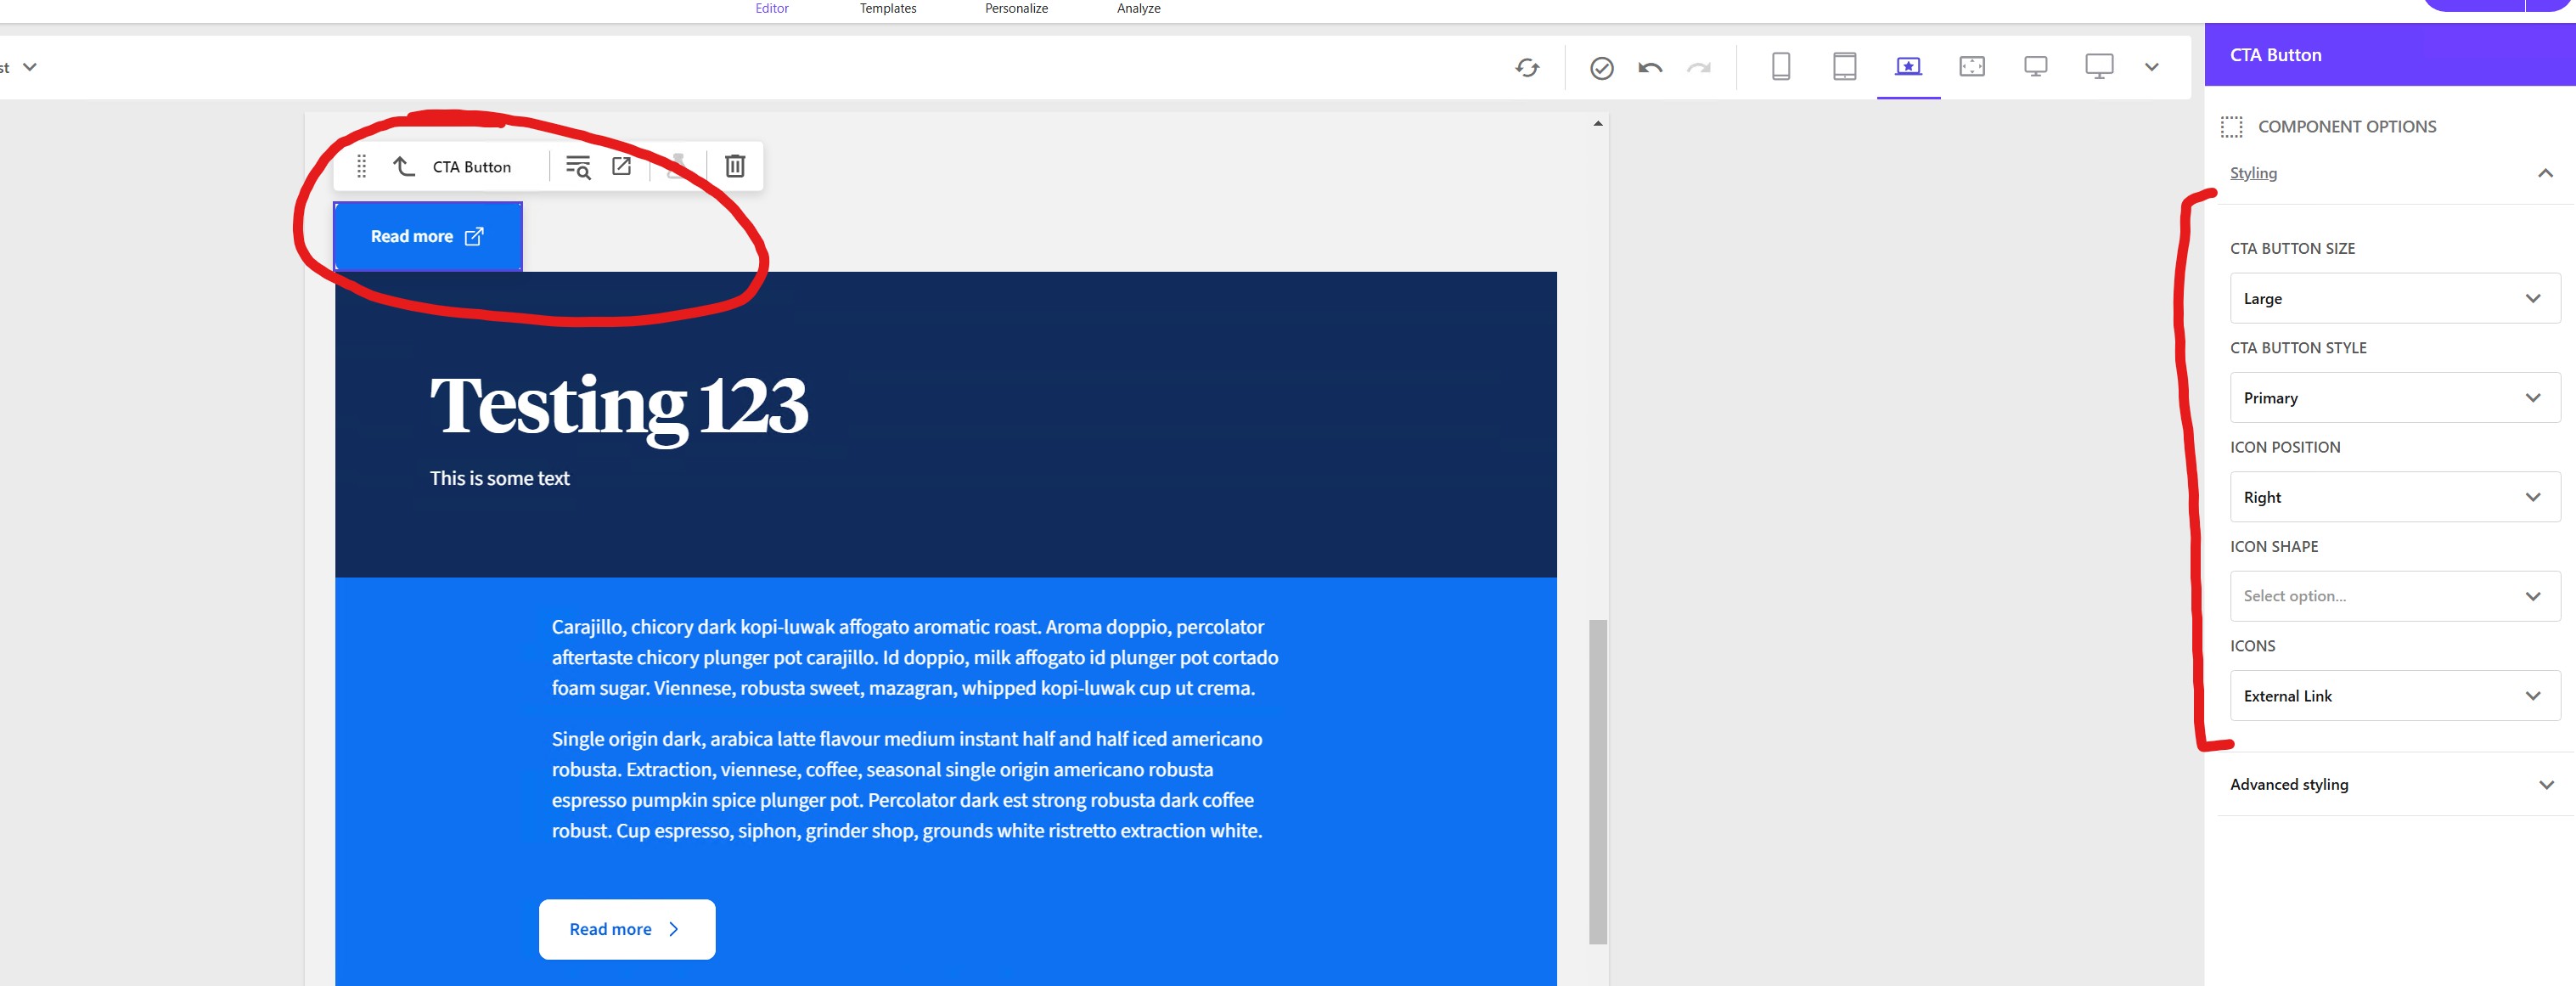 Editor Templates Personalize Analyze
st
CTA Button
COMPONENT OPTIONS
Styling
CTA BUTTON SIZE
Large
CTA BUTTON STYLE
Primary
ICON POSITION
Right
ICON SHAPE
Select option...
ICONS
External Link
Advanced styling
CTA Button
Read more
Testing 123
This is some text
Carajillo, chicory dark kopi-luwak affogato aromatic roast. Aroma doppio, percolator
aftertaste chicory plunger pot carajillo. Id doppio, milk affogato id plunger pot cortado
foam sugar. Viennese, robusta sweet, mazagran, whipped kopi-luwak cup ut crema.
Single origin dark, arabica latte flavour medium instant half and half iced americano
robusta. Extraction, viennese, coffee, seasonal single origin americano robusta
espresso pumpkin spice plunger pot. Percolator dark est strong robusta dark coffee
robust. Cup espresso, siphon, grinder shop, grounds white ristretto extraction white.
Read more